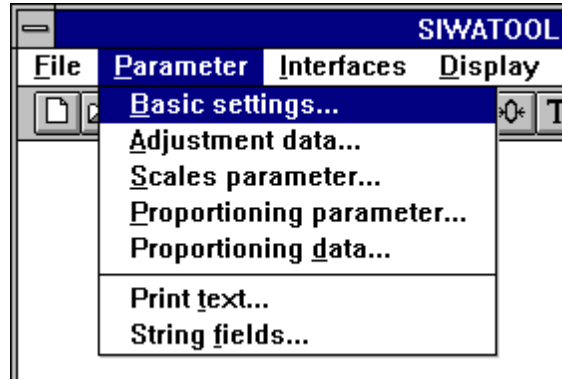 SIWATOOL
File Parameter Interfaces Display
Basic settings...
>0< T
Adjustment data...
Scales parameter...
Proportioning parameter...
Proportioning data...
Print text...
String fields...